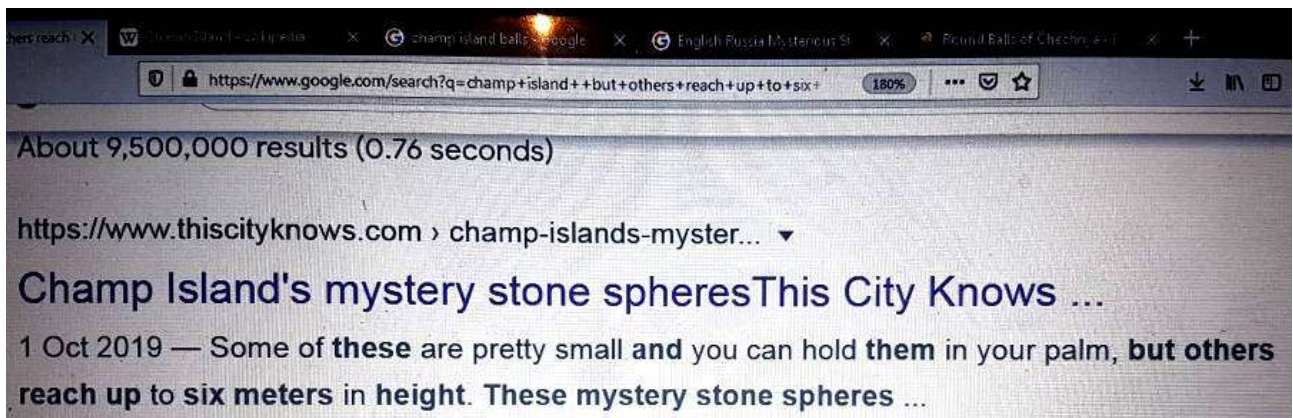 hers reach
champ island balls - Google
English Russia Mysterious St
Round Balls of Champ
https://www.google.com/search?q=champ+island+ +but+others+reach+up+to+six+
180%
About 9,500,000 results (0.76 seconds)
https://www.thiscityknows.com › champ-islands-myster...
Champ Island's mystery stone spheresThis City Knows ...
1 Oct 2019 — Some of these are pretty small and you can hold them in your palm, but others
reach up to six meters in height. These mystery stone spheres ...